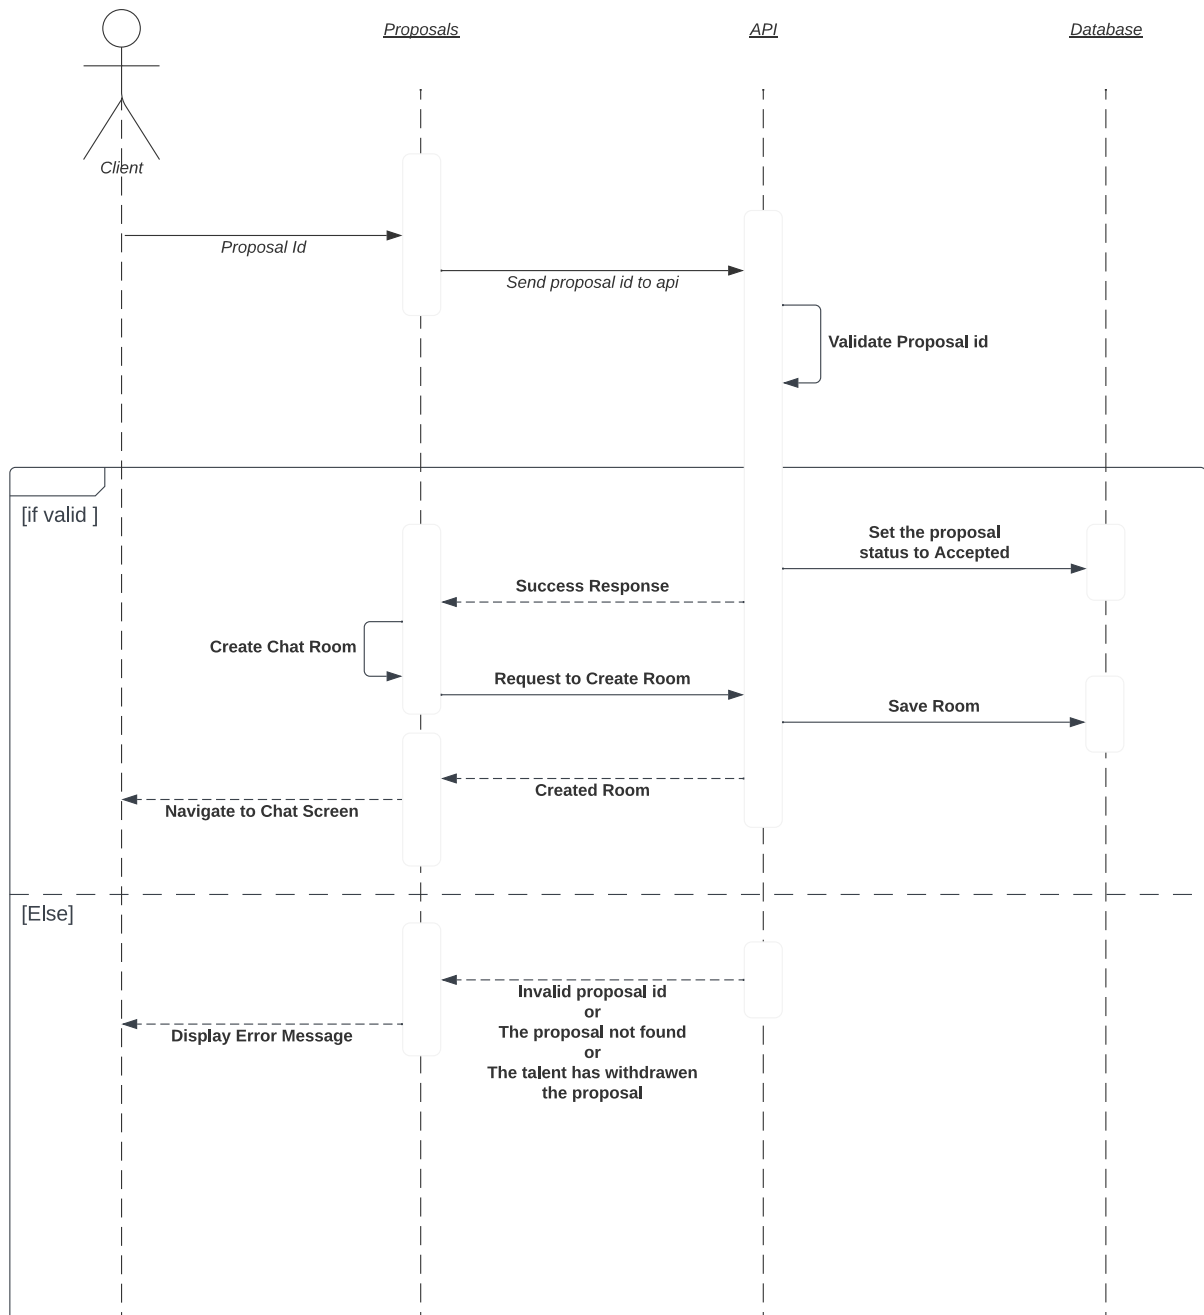 Proposals
API
Database
Client
Proposal Id
Send proposal id to api
Validate Proposal id
[if valid ]
Set the proposal
status to Accepted
Success Response
Create Chat Room
Request to Create Room
Save Room
Created Room
Navigate to Chat Screen
[Else]
Invalid proposal id
or
The proposal not found
or
The talent has withdrawen
the proposal
Display Error Message